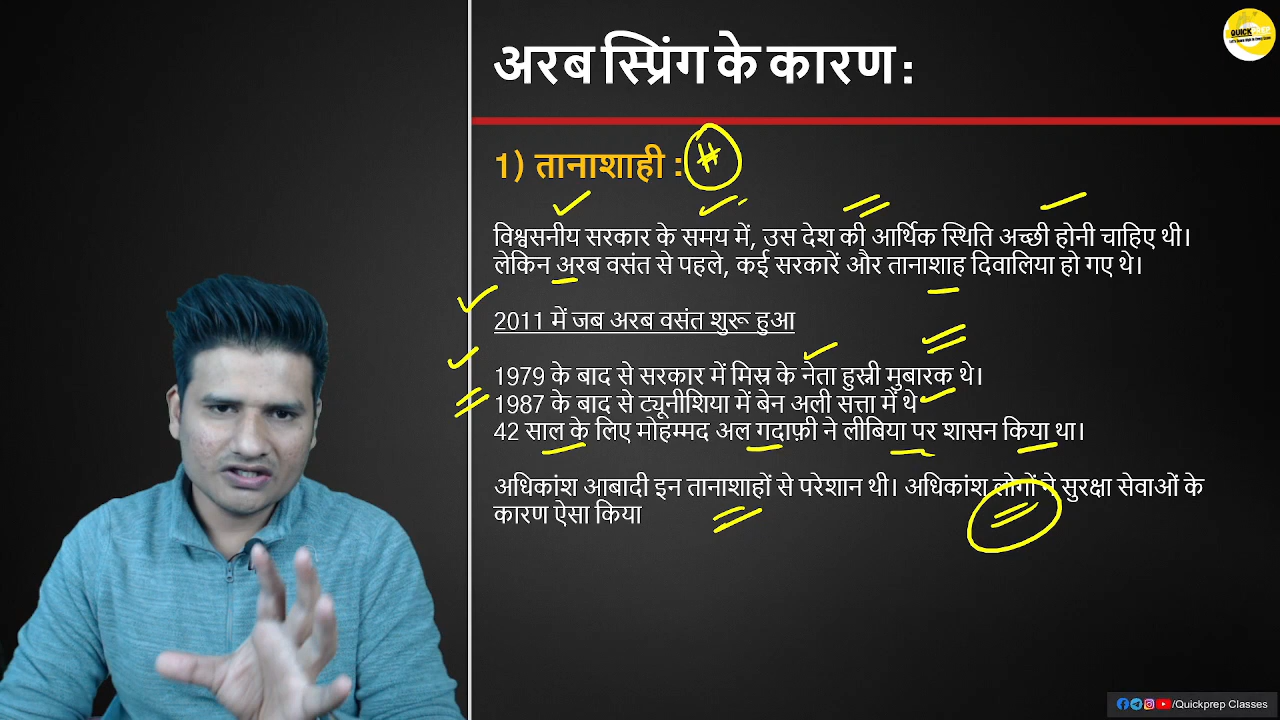 QUICKPREP
अरब स्प्रिंग के कारण:
1) तानाशाही :
विश्वसनीय सरकार के समय में, उस देश की आर्थिक स्थिति अच्छी होनी चाहिए थी।
लेकिन अरब वसंत से पहले, कई सरकारें और तानाशाह दिवालिया हो गए थे।
2011 में जब अरब वसंत शुरू हुआ
1979 के बाद से सरकार में मिस्र के नेता हुस्नी मुबारक थे।
1987 के बाद से ट्यूनीशिया में बेन अली सत्ता में थे
42 साल के लिए मोहम्मद अल गदाफ़ी ने लीबिया पर शासन किया था।
अधिकांश आबादी इन तानाशाहों से परेशान थी। अधिकांश लोगों ने सुरक्षा सेवाओं के
कारण ऐसा किया
/Quickprep Classes